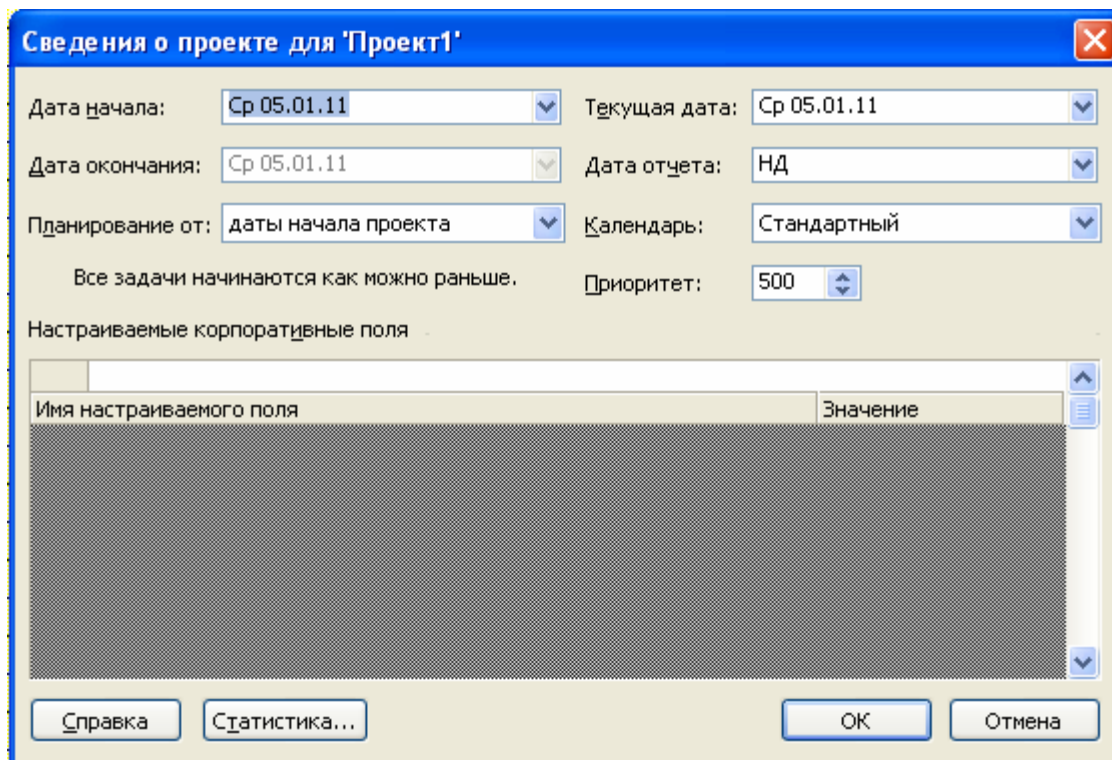 Сведения о проекте для 'Проект1'
Дата начала: Ср 05.01.11 Текущая дата: Ср 05.01.11
Дата окончания: Ср 05.01.11 Дата отчета: НД
Планирование от: даты начала проекта Календарь: Стандартный
Все задачи начинаются как можно раньше. Приоритет: 500
Настраиваемые корпоративные поля
Имя настраиваемого поля Значение
Справка Статистика... ОК Отмена